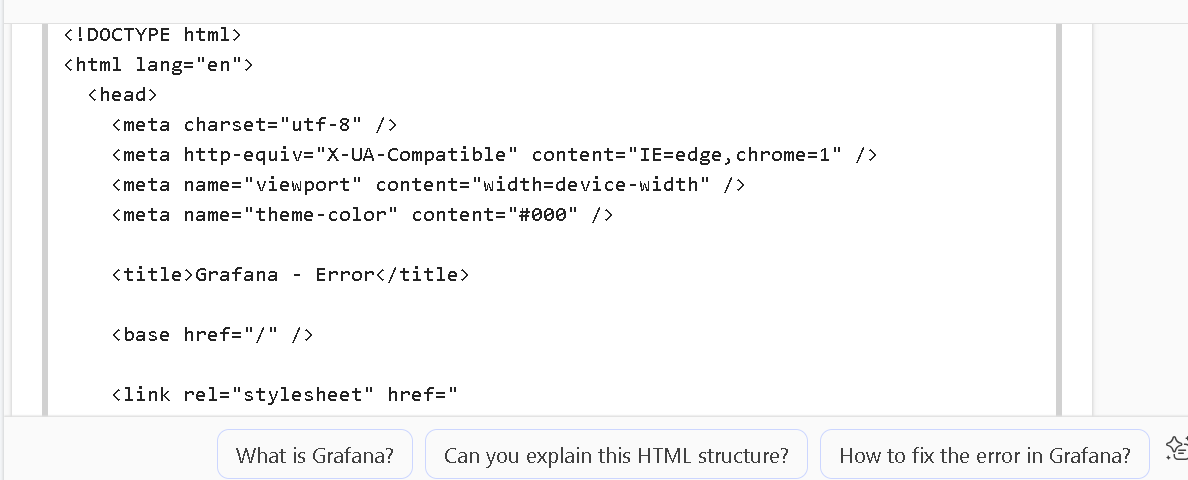 <!DOCTYPE html>
<html lang="en">
<head>
<meta charset="utf-8" />
<meta http-equiv="X-UA-Compatible" content="IE=edge,chrome=1" />
<meta name="viewport" content="width=device-width" />
<meta name="theme-color" content="#000" />
<title>Grafana - Error</title>
<base href="/" />
<link rel="stylesheet" href="
What is Grafana?
Can you explain this HTML structure?
How to fix the error in Grafana?